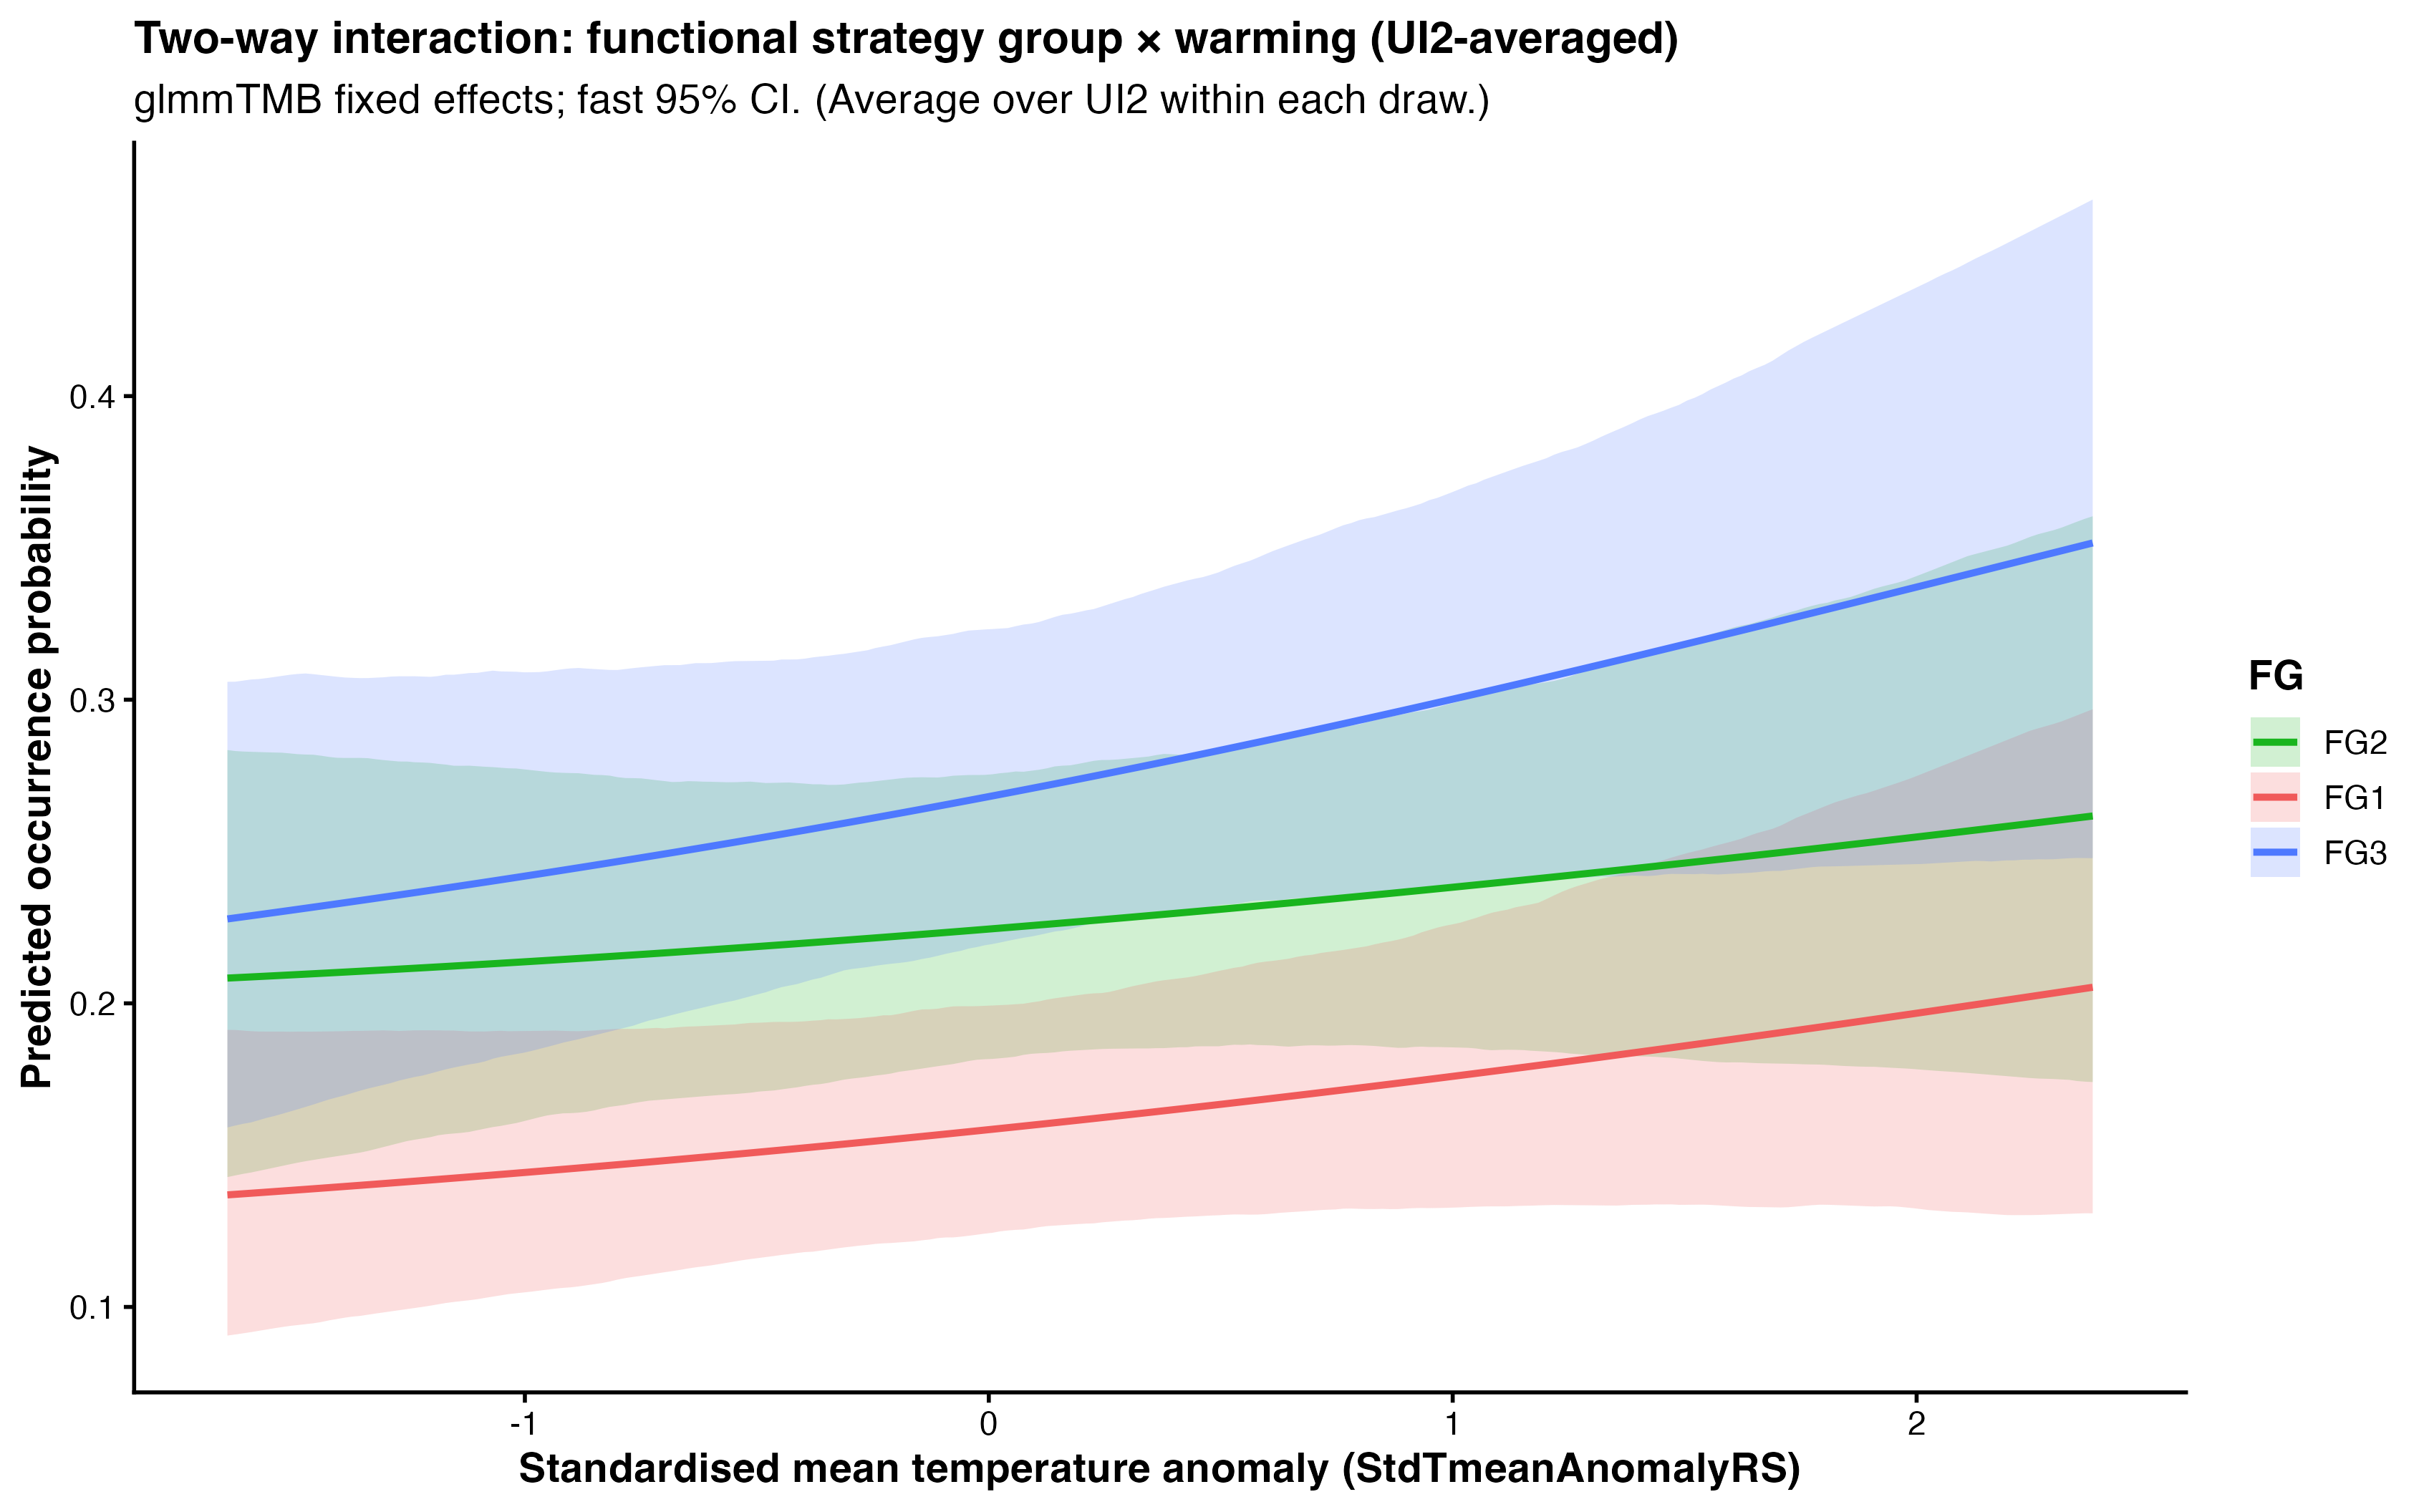 Two-way interaction: functional strategy group × warming (UI2-averaged)
glmmTMB fixed effects; fast 95% CI. (Average over UI2 within each draw.)
Predicted occurrence probability
0.4
0.3
0.2
0.1
-1
0
1
2
Standardised mean temperature anomaly (StdTmeanAnomalyRS)
FG
FG2
FG1
FG3